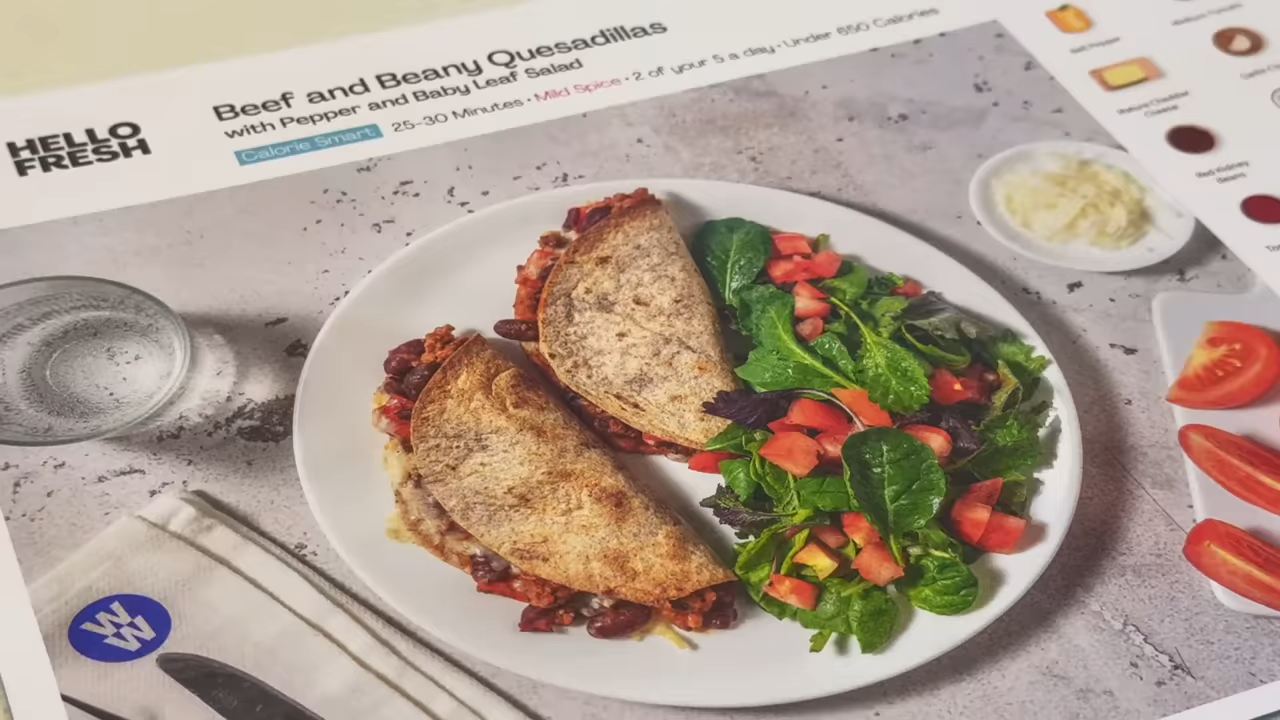 HELLO
FRESH
Beef and Beany Quesadillas
with Pepper and Baby Leaf Salad
Calorie Smart 25-30 Minutes · Mild Spice · 2 of your 5 a day · Under 650 Calories
Bell Pepper
Mature Cheddar
Cheese
Red Kidney
Beans
WW